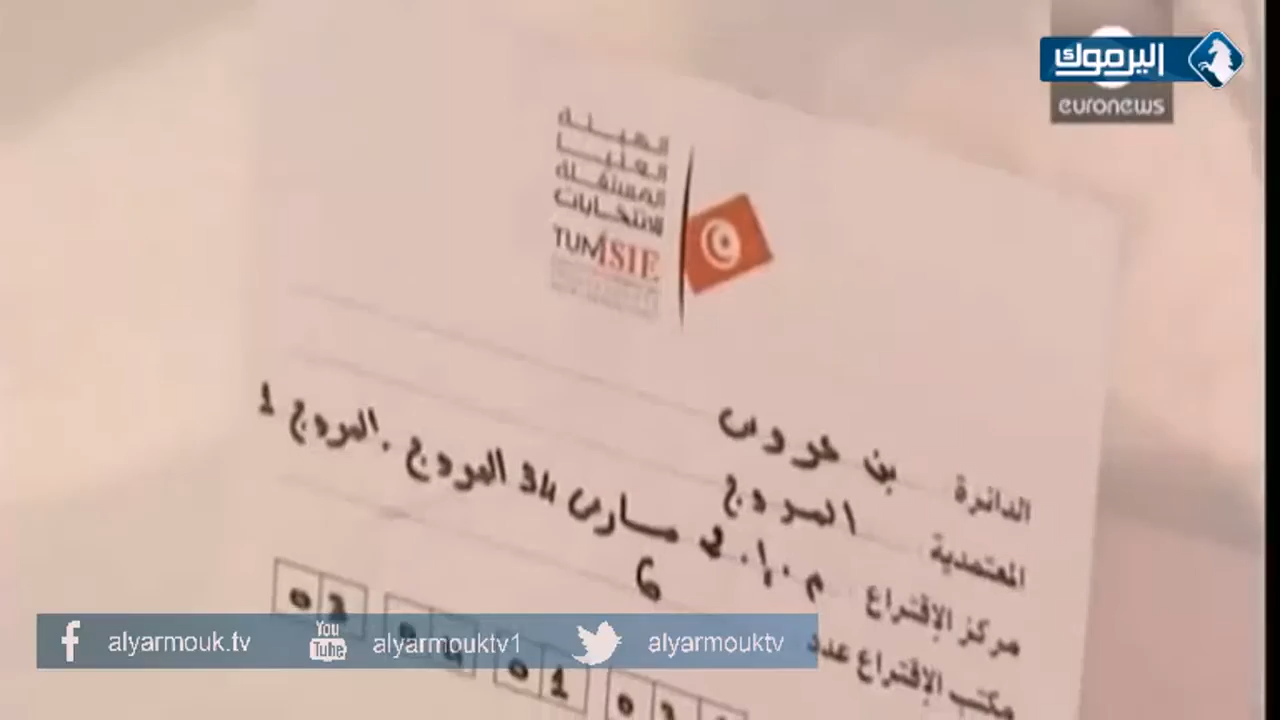 اليرموك
euronews
الهيئة
العليا
المستقلة
للانتخابات
TUNISIE
الدائرة بن عروس
المعتمدية المروج
مركز الإقتراع م.إ. 2 مارس 34 المروج. المروج 1
مكتب الإقتراع عدد 6
alyarmouk.tv
You
Tube
alyarmouktv1
alyarmouktv